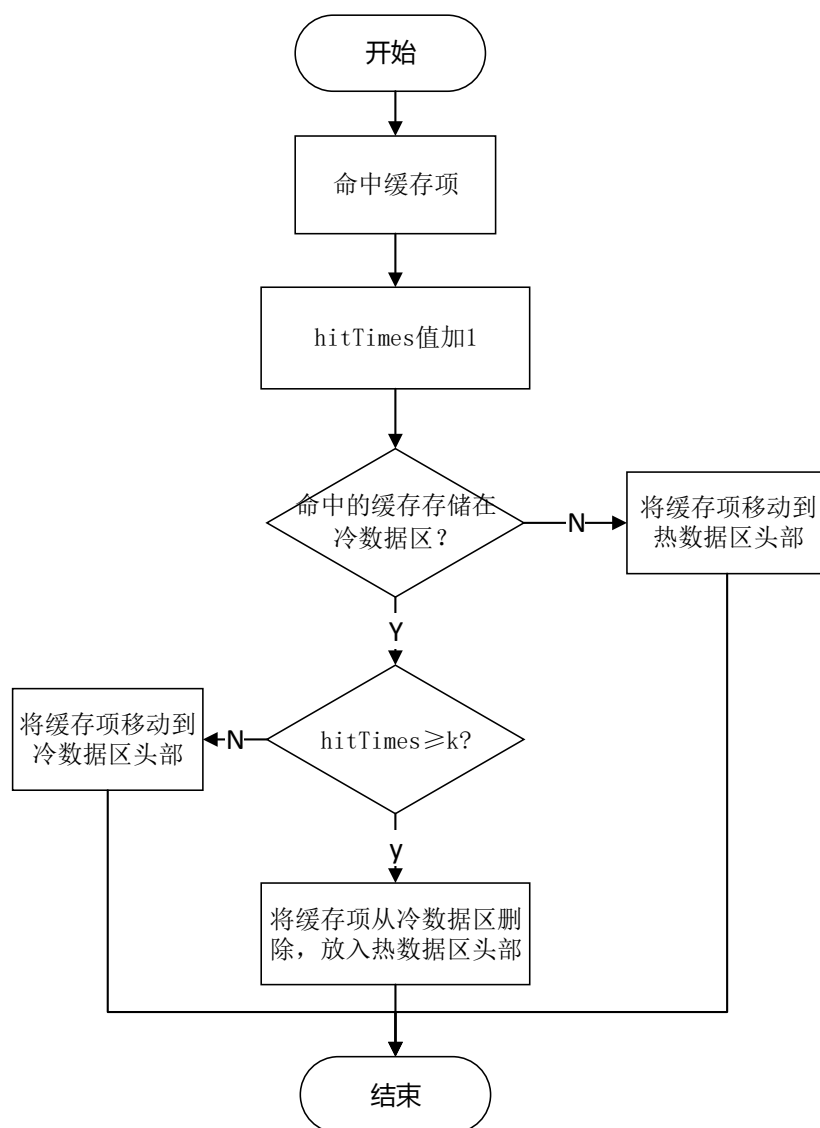 开始
命中缓存项
hitTimes值加1
命中的缓存存储在
冷数据区？
N
将缓存项移动到
热数据区头部
Y
hitTimes≥k?
N
将缓存项移动到
冷数据区头部
y
将缓存项从冷数据区删
除，放入热数据区头部
结束